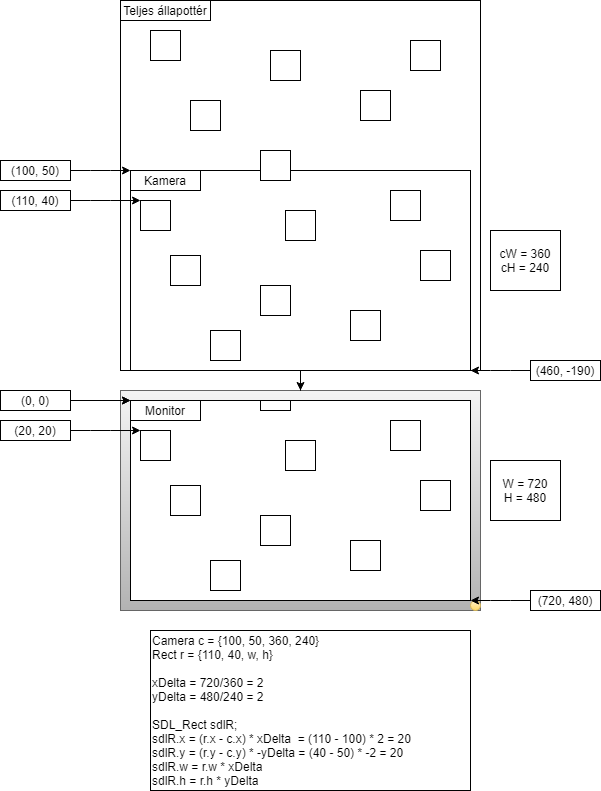 Teljes állapottér
(100, 50)
Kamera
(110, 40)
cW = 360
cH = 240
(460, -190)
(0, 0)
Monitor
(20, 20)
W = 720
H = 480
(720, 480)
Camera c = {100, 50, 360, 240}
Rect r = {110, 40, w, h}
xDelta = 720/360 = 2
yDelta = 480/240 = 2
SDL_Rect sdlR;
sdlR.x = (r.x - c.x) * xDelta  = (110 - 100) * 2 = 20
sdlR.y = (r.y - c.y) * -yDelta = (40 - 50) * -2 = 20
sdlR.w = r.w * xDelta
sdlR.h = r.h * yDelta